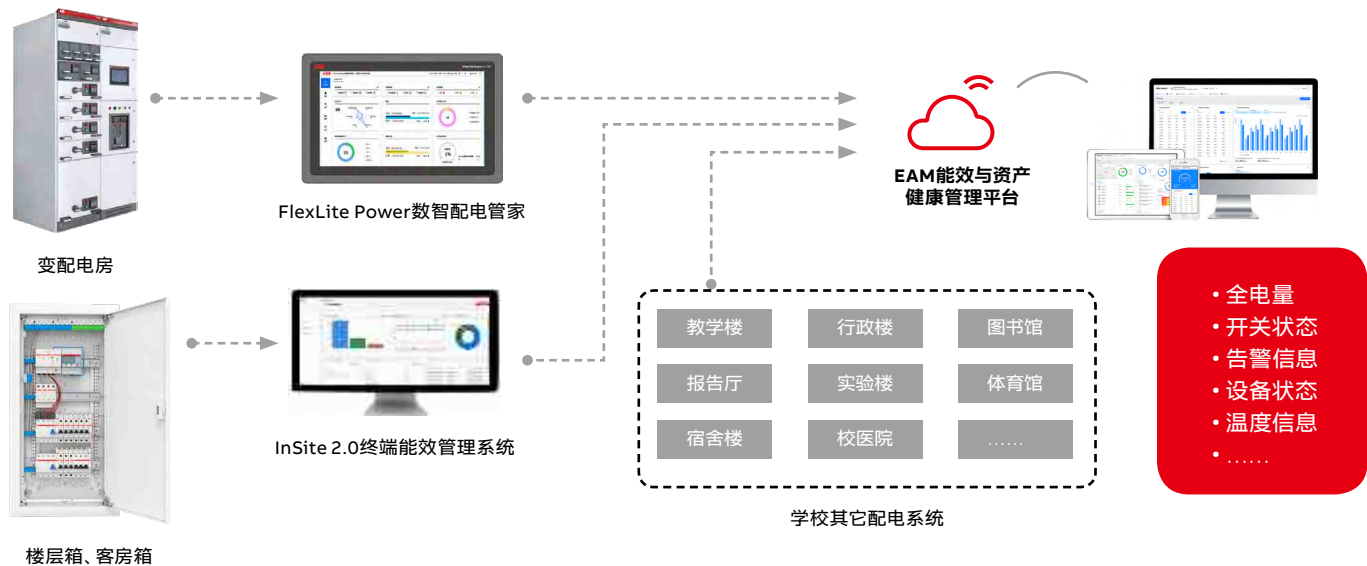 ABB
FlexLite Power数智配电管家
EAM能效与资产
健康管理平台
变配电房
InSite 2.0终端能效管理系统
楼层箱、客房箱
教学楼
行政楼
图书馆
报告厅
实验楼
体育馆
宿舍楼
校医院
......
学校其它配电系统
• 全电量
• 开关状态
• 告警信息
• 设备状态
• 温度信息
• ......